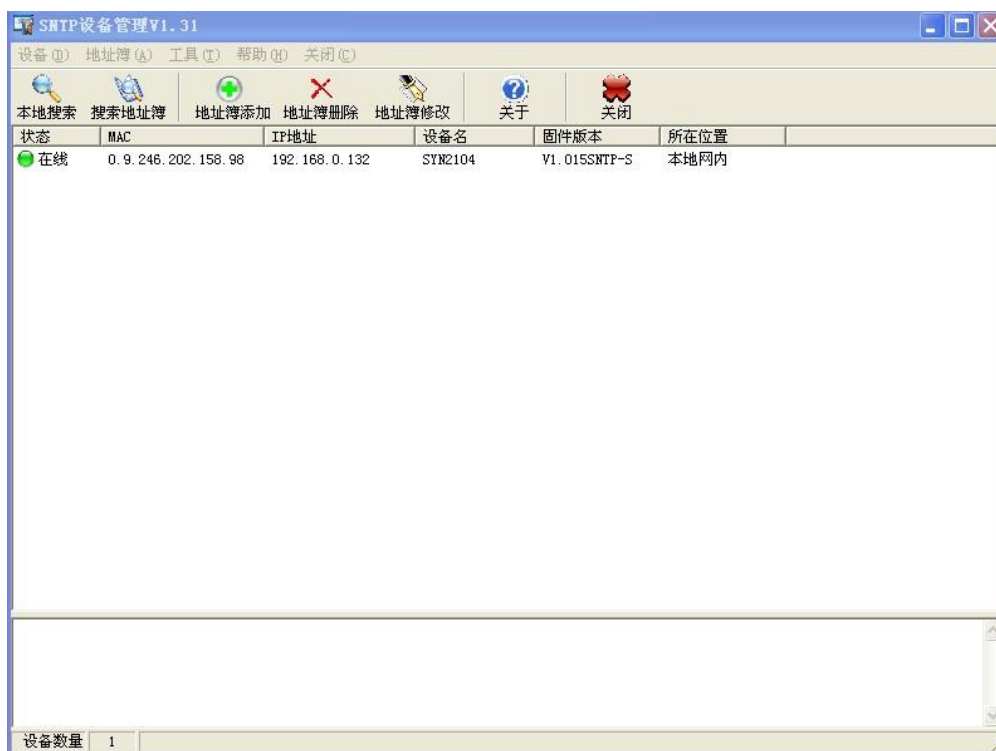 SNTP设备管理V1.31
设备(D) 地址簿(A) 工具(T) 帮助(H) 关闭(C)
本地搜索 搜索地址簿 地址簿添加 地址簿删除 地址簿修改 关于 关闭
状态 MAC IP地址 设备名 固件版本 所在位置
在线 0.9.246.202.158.98 192.168.0.132 SYN2104 V1.015SNTP-S 本地网内
设备数量 1